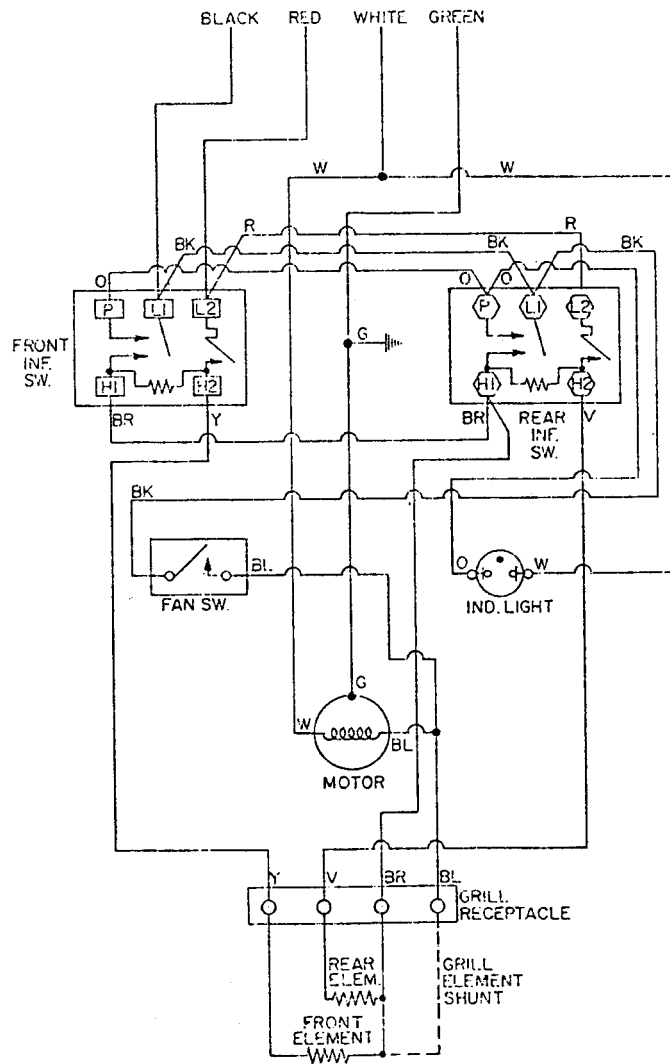 BLACK RED WHITE GREEN
W W
R R
BK BK BK
O O O
P L1 L2 P L1 L2
FRONT
INF.
SW.
G
H1 H2 H1 H2
BR Y BR REAR V
INF.
SW.
BK
BL O W
FAN SW. IND. LIGHT
G
W BL
MOTOR
Y V BR BL
GRILL
RECEPTACLE
REAR
ELEM.
GRILL
ELEMENT
SHUNT
FRONT
ELEMENT